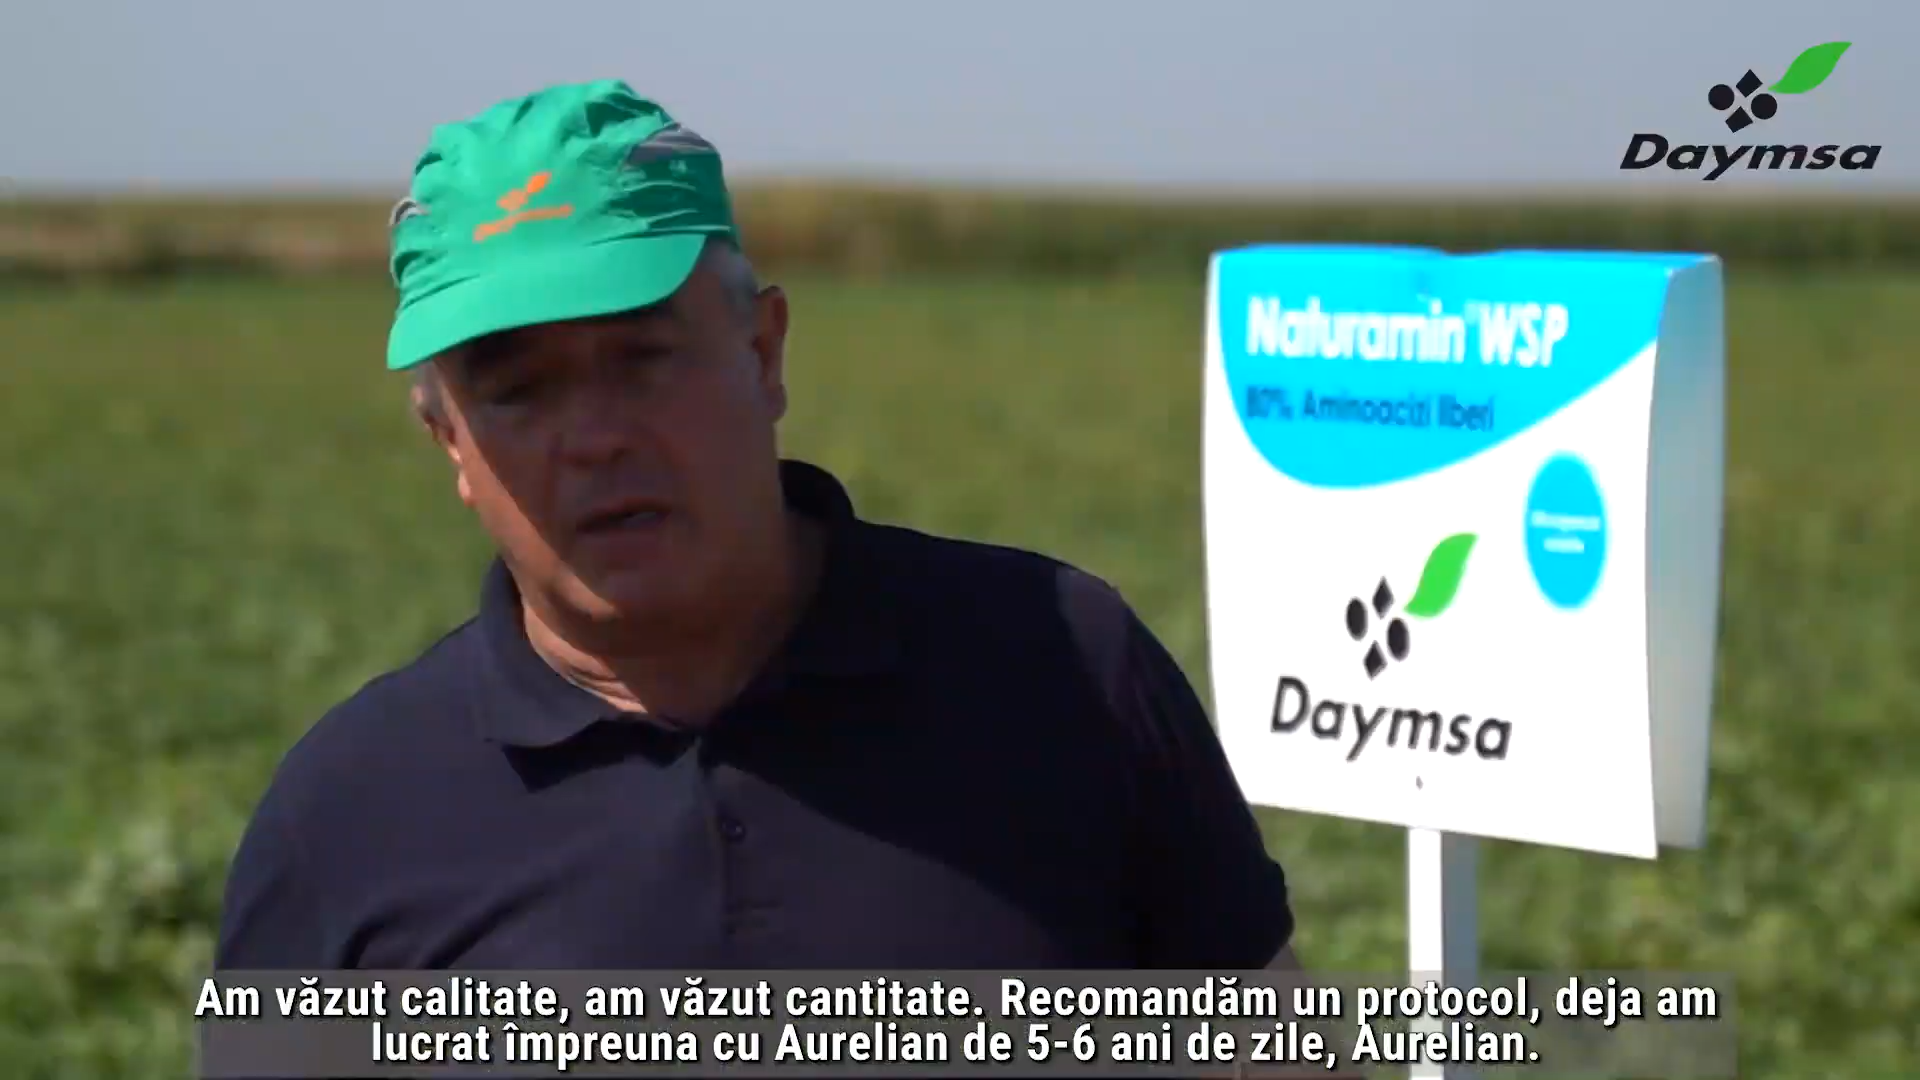 Daymsa
Naturamin WSP
80% Aminoacizi liberi
Daymsa
Am văzut calitate, am văzut cantitate. Recomandăm un protocol, deja am
lucrat împreuna cu Aurelian de 5-6 ani de zile, Aurelian.